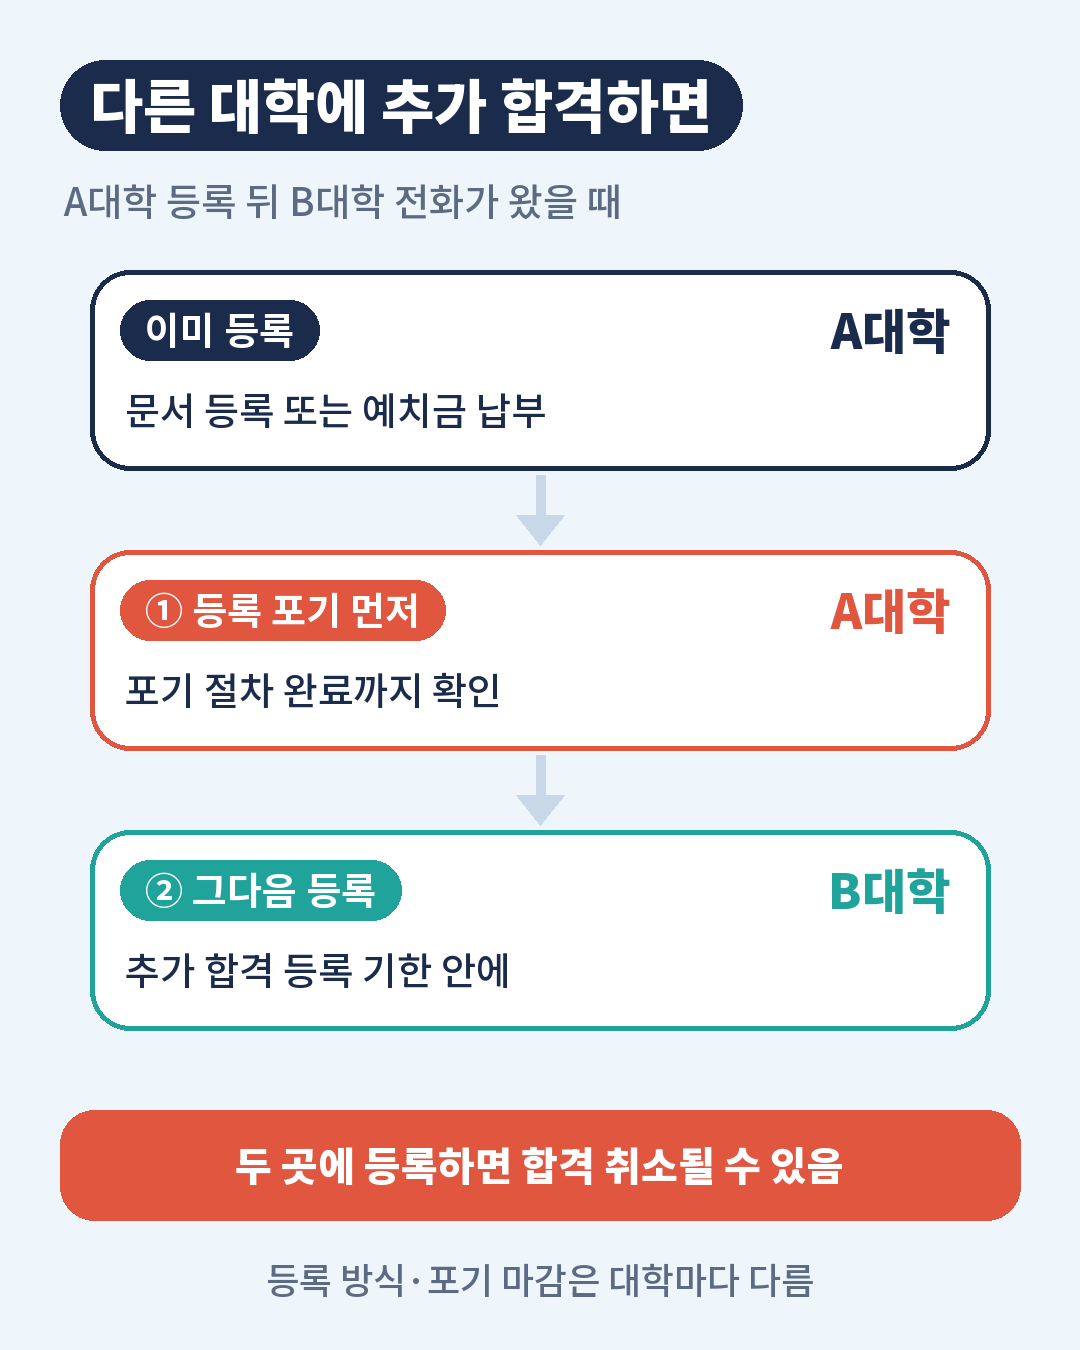 다른 대학에 추가 합격하면
A대학 등록 뒤 B대학 전화가 왔을 때
이미 등록
A대학
문서 등록 또는 예치금 납부
① 등록 포기 먼저
A대학
포기 절차 완료까지 확인
② 그다음 등록
B대학
추가 합격 등록 기한 안에
두 곳에 등록하면 합격 취소될 수 있음
등록 방식·포기 마감은 대학마다 다름